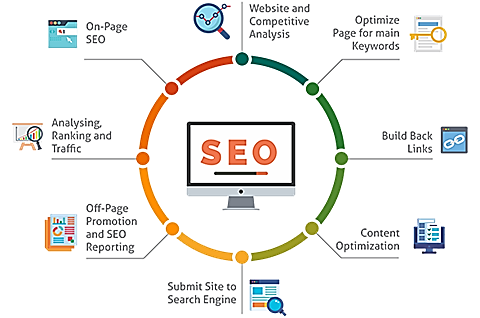 Website and
Competitive
Analysis
Optimize
Page for main
Keywords
Build Back
Links
Content
Optimization
Submit Site to
Search Engine
Off-Page
Promotion
and SEO
Reporting
Analysing,
Ranking and
Traffic
On-Page
SEO
SEO